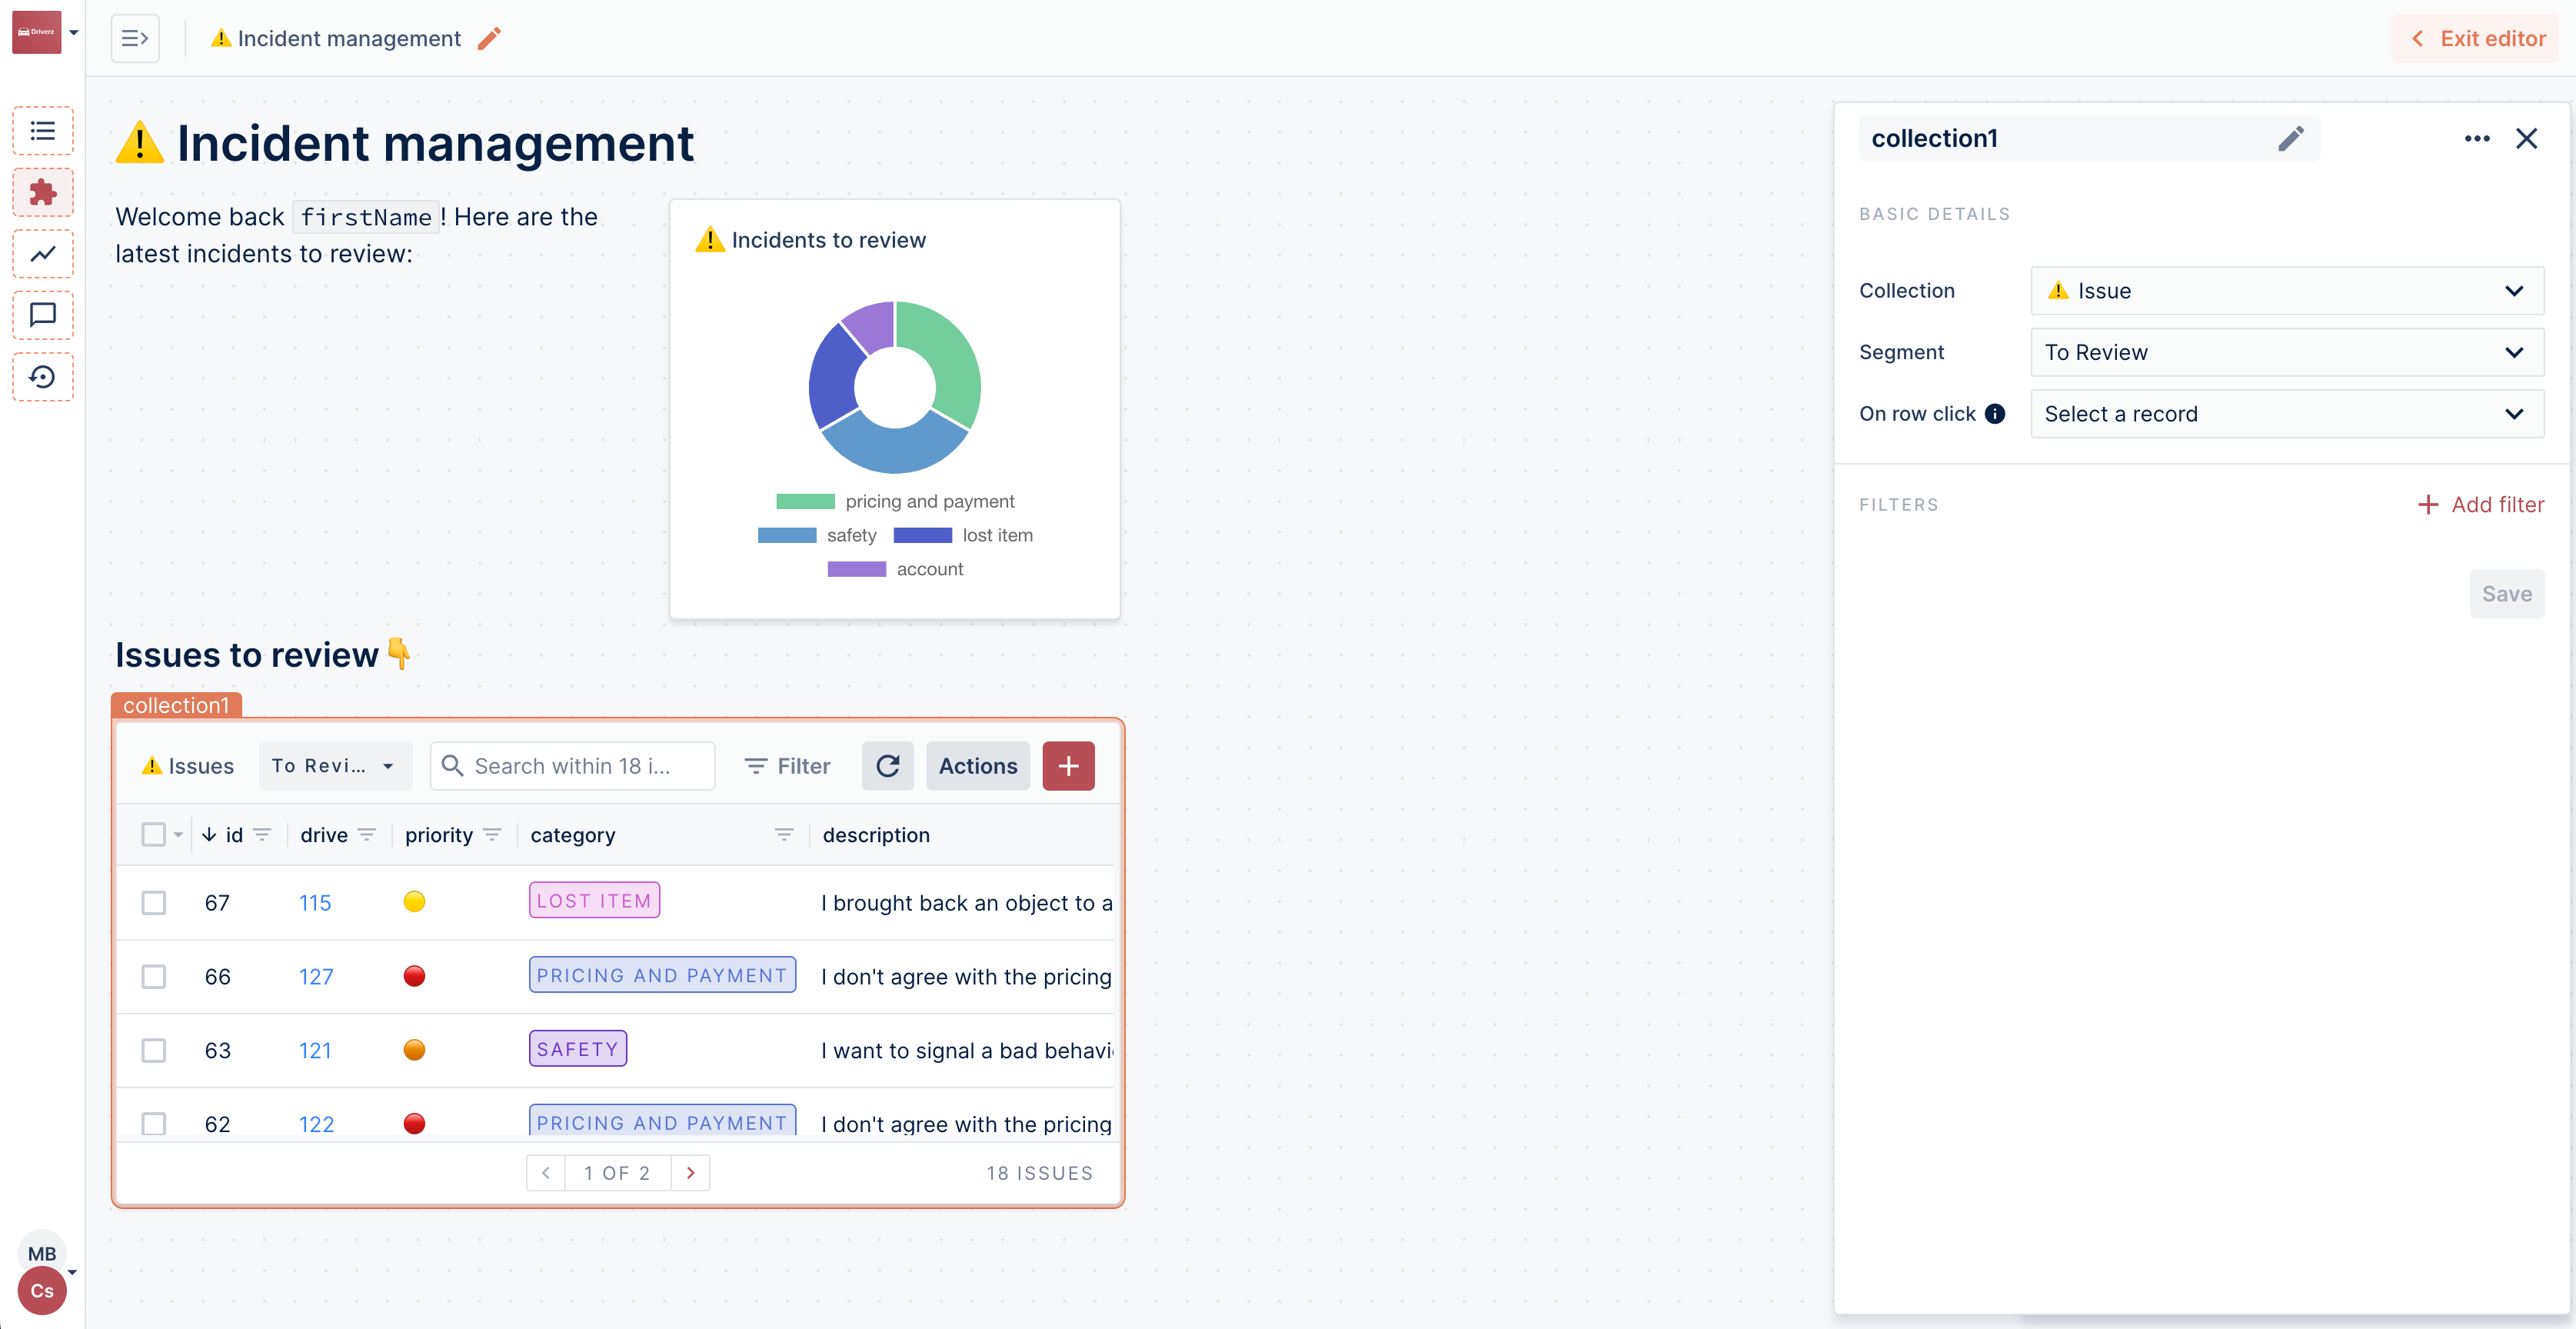 Driverz
Incident management
Exit editor
Incident management
Welcome back firstName! Here are the
latest incidents to review:
Incidents to review
pricing and payment
safety lost item
account
Issues to review
collection1
Issues To Revi... Search within 18 i... Filter Actions
id drive priority category description
67 115 LOST ITEM I brought back an object to a
66 127 PRICING AND PAYMENT I don't agree with the pricing
63 121 SAFETY I want to signal a bad behavi
62 122 PRICING AND PAYMENT I don't agree with the pricing
1 OF 2 18 ISSUES
collection1
BASIC DETAILS
Collection Issue
Segment To Review
On row click Select a record
FILTERS Add filter
Save
MB
Cs